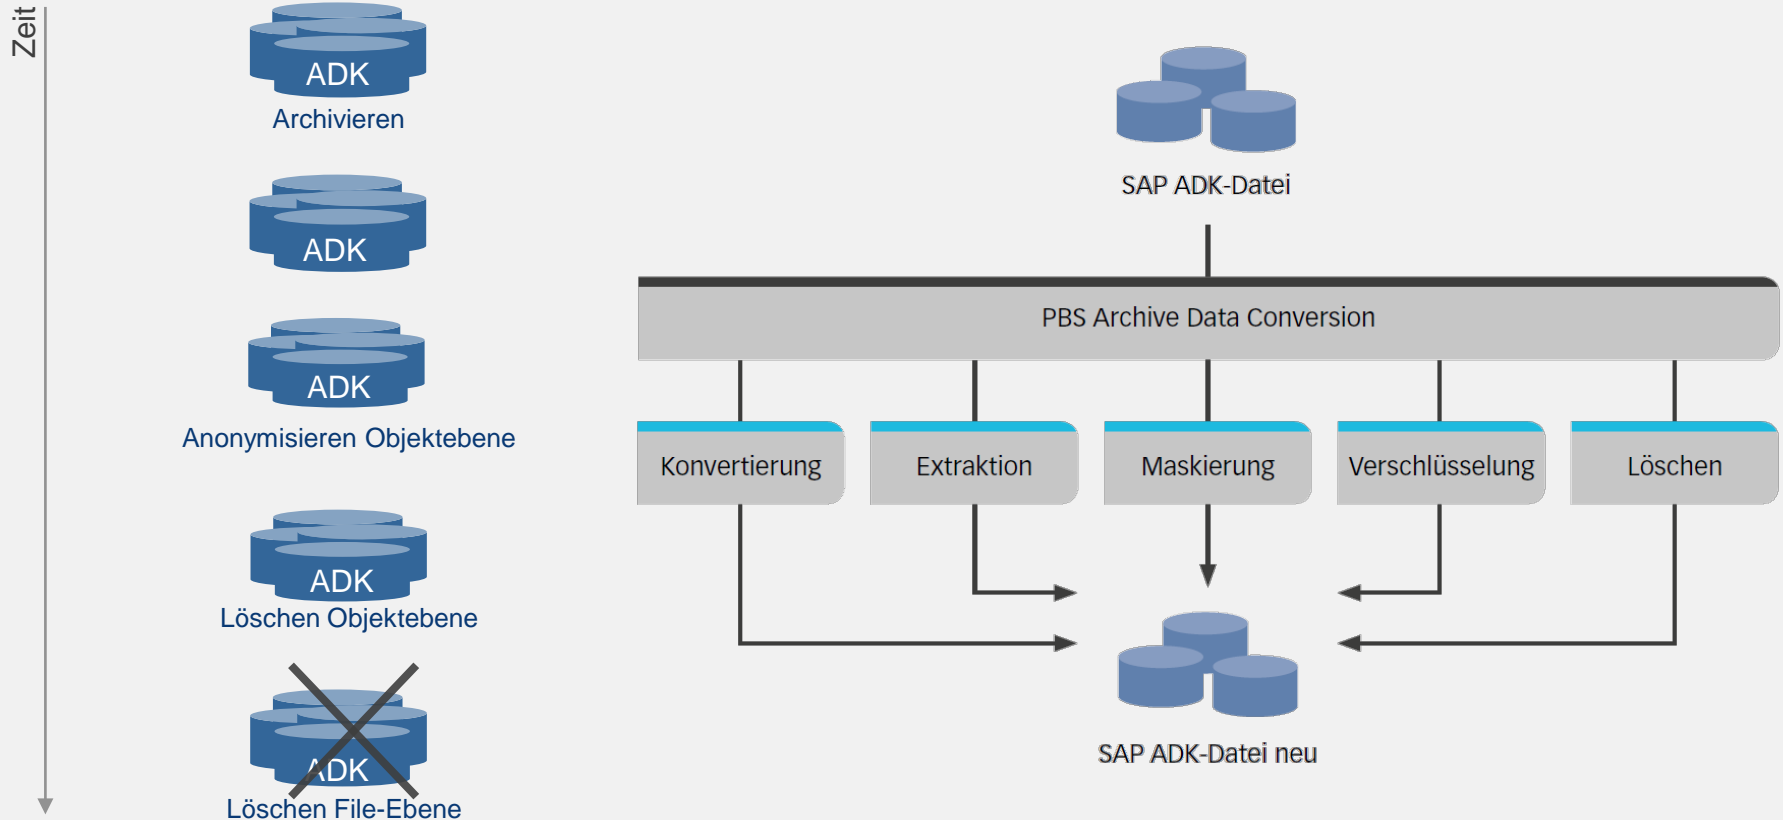 Zeit
ADK
Archivieren
ADK
ADK
Anonymisieren Objektebene
ADK
Löschen Objektebene
ADK
Löschen File-Ebene
SAP ADK-Datei
PBS Archive Data Conversion
Konvertierung
Extraktion
Maskierung
Verschlüsselung
Löschen
SAP ADK-Datei neu